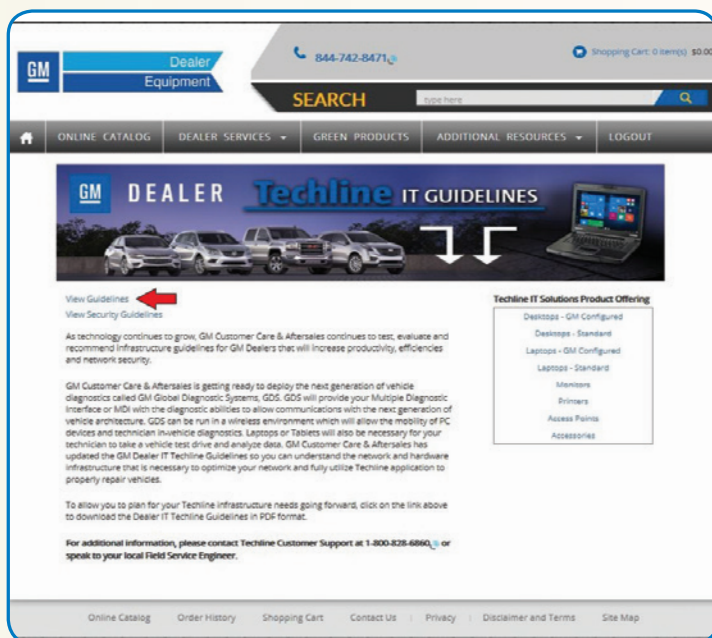 GM
Dealer
Equipment
844-742-8471
Shopping Cart: 0 item(s) $0.00
SEARCH
type here
ONLINE CATALOG
DEALER SERVICES
GREEN PRODUCTS
ADDITIONAL RESOURCES
LOGOUT
GM DEALER Techline IT GUIDELINES
View Guidelines
View Security Guidelines
As technology continues to grow, GM Customer Care & Aftersales continues to test, evaluate and
recommend infrastructure guidelines for GM Dealers that will increase productivity, efficiencies
and network security.
GM Customer Care & Aftersales is getting ready to deploy the next generation of vehicle
diagnostics called GM Global Diagnostic Systems, GDS. GDS will provide your Multiple Diagnostic
Interface or MDI with the diagnostic abilities to allow communications with the next generation of
vehicle architecture. GDS can be run in a wireless environment which will allow the mobility of PC
devices and technician in-vehicle diagnostics. Laptops or Tablets will also be necessary for your
technician to take a vehicle test drive and analyze data. GM Customer Care & Aftersales has
updated the GM Dealer IT Techline Guidelines so you can understand the network and hardware
infrastructure that is necessary to optimize your network and fully utilize Techline application to
properly repair vehicles.
To allow you to plan for your Techline infrastructure needs going forward, click on the link above
to download the Dealer IT Techline Guidelines in PDF format.
For additional information, please contact Techline Customer Support at 1-800-828-6860, or
speak to your local Field Service Engineer.
Techline IT Solutions Product Offering
Desktops - GM Configured
Desktops - Standard
Laptops - GM Configured
Laptops - Standard
Monitors
Printers
Access Points
Accessories
Online Catalog
Order History
Shopping Cart
Contact Us
Privacy
Disclaimer and Terms
Site Map